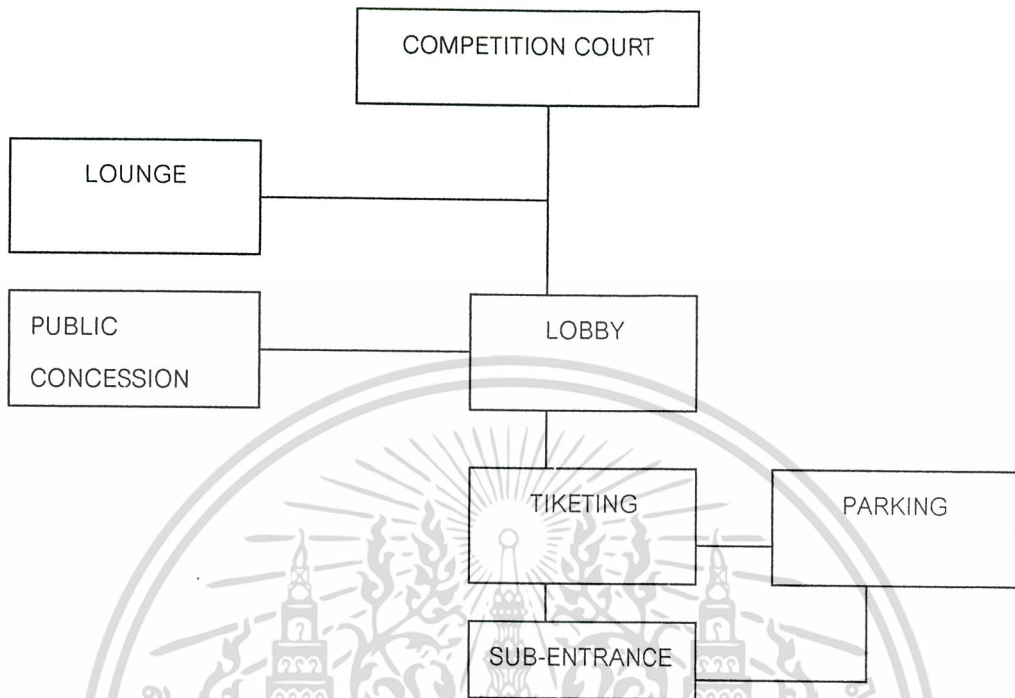 COMPETITION COURT
LOUNGE
PUBLIC
CONCESSION
LOBBY
TIKETING
PARKING
SUB-ENTRANCE